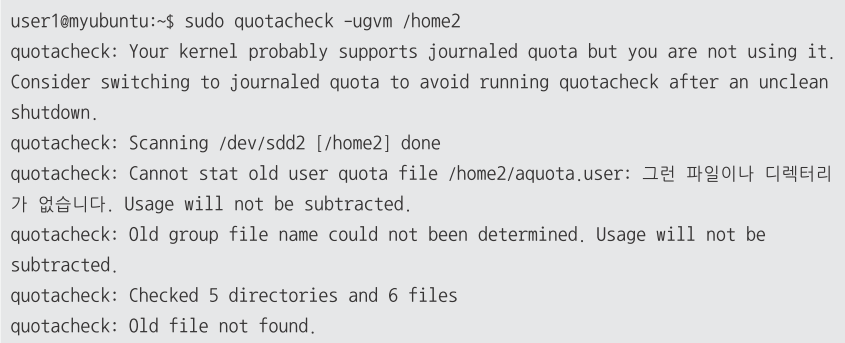 user1@myubuntu:~$ sudo quotacheck -ugvm /home2
quotacheck: Your kernel probably supports journaled quota but you are not using it.
Consider switching to journaled quota to avoid running quotacheck after an unclean
shutdown.
quotacheck: Scanning /dev/sdd2 [/home2] done
quotacheck: Cannot stat old user quota file /home2/aquota.user: 그런 파일이나 디렉터리
가 없습니다. Usage will not be subtracted.
quotacheck: Old group file name could not been determined. Usage will not be
subtracted.
quotacheck: Checked 5 directories and 6 files
quotacheck: Old file not found.